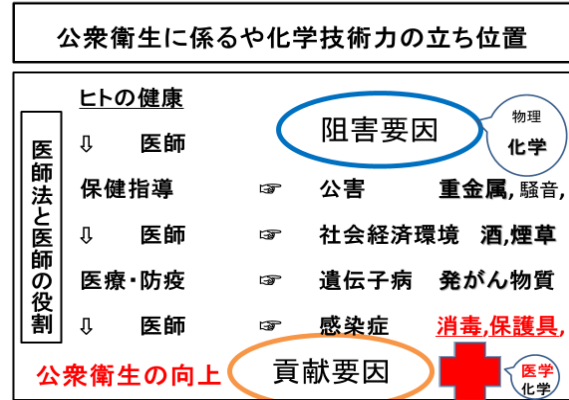 公衆衛生に係るや化学技術力の立ち位置
ヒトの健康
阻害要因
物理
化学
医師法と医師の役割
⇩ 医師
保健指導 ☞ 公害 重金属, 騒音,
⇩ 医師 ☞ 社会経済環境 酒,煙草
医療・防疫 ☞ 遺伝子病 発がん物質
⇩ 医師 ☞ 感染症 消毒,保護具,
公衆衛生の向上 貢献要因
医学
化学